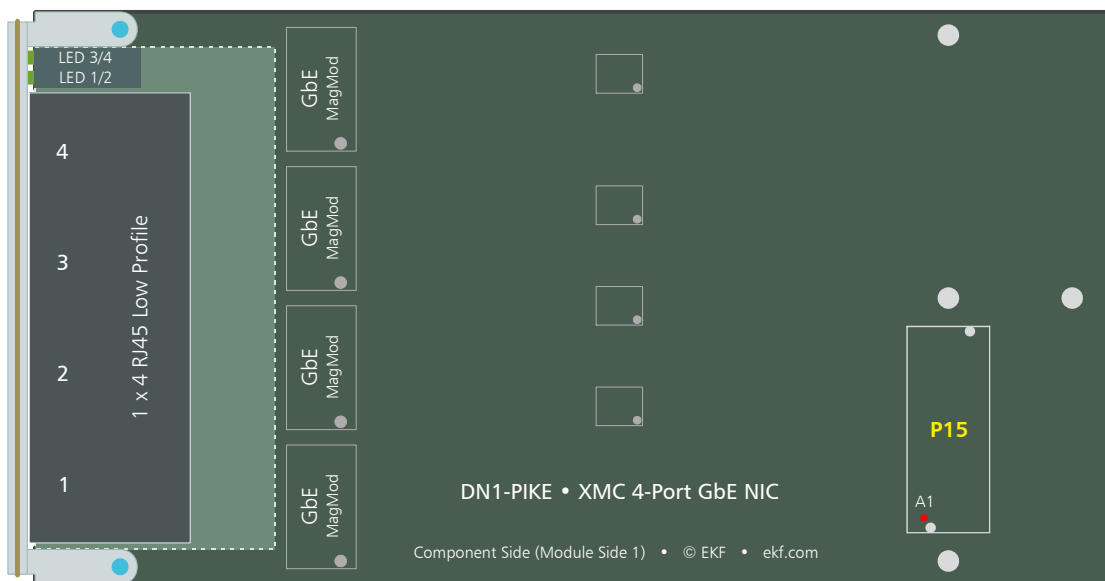 LED 3/4
LED 1/2
4
3
2
1
1 x 4 RJ45 Low Profile
GbE
MagMod
GbE
MagMod
GbE
MagMod
GbE
MagMod
P15
A1
DN1-PIKE • XMC 4-Port GbE NIC
Component Side (Module Side 1) • © EKF • ekf.com